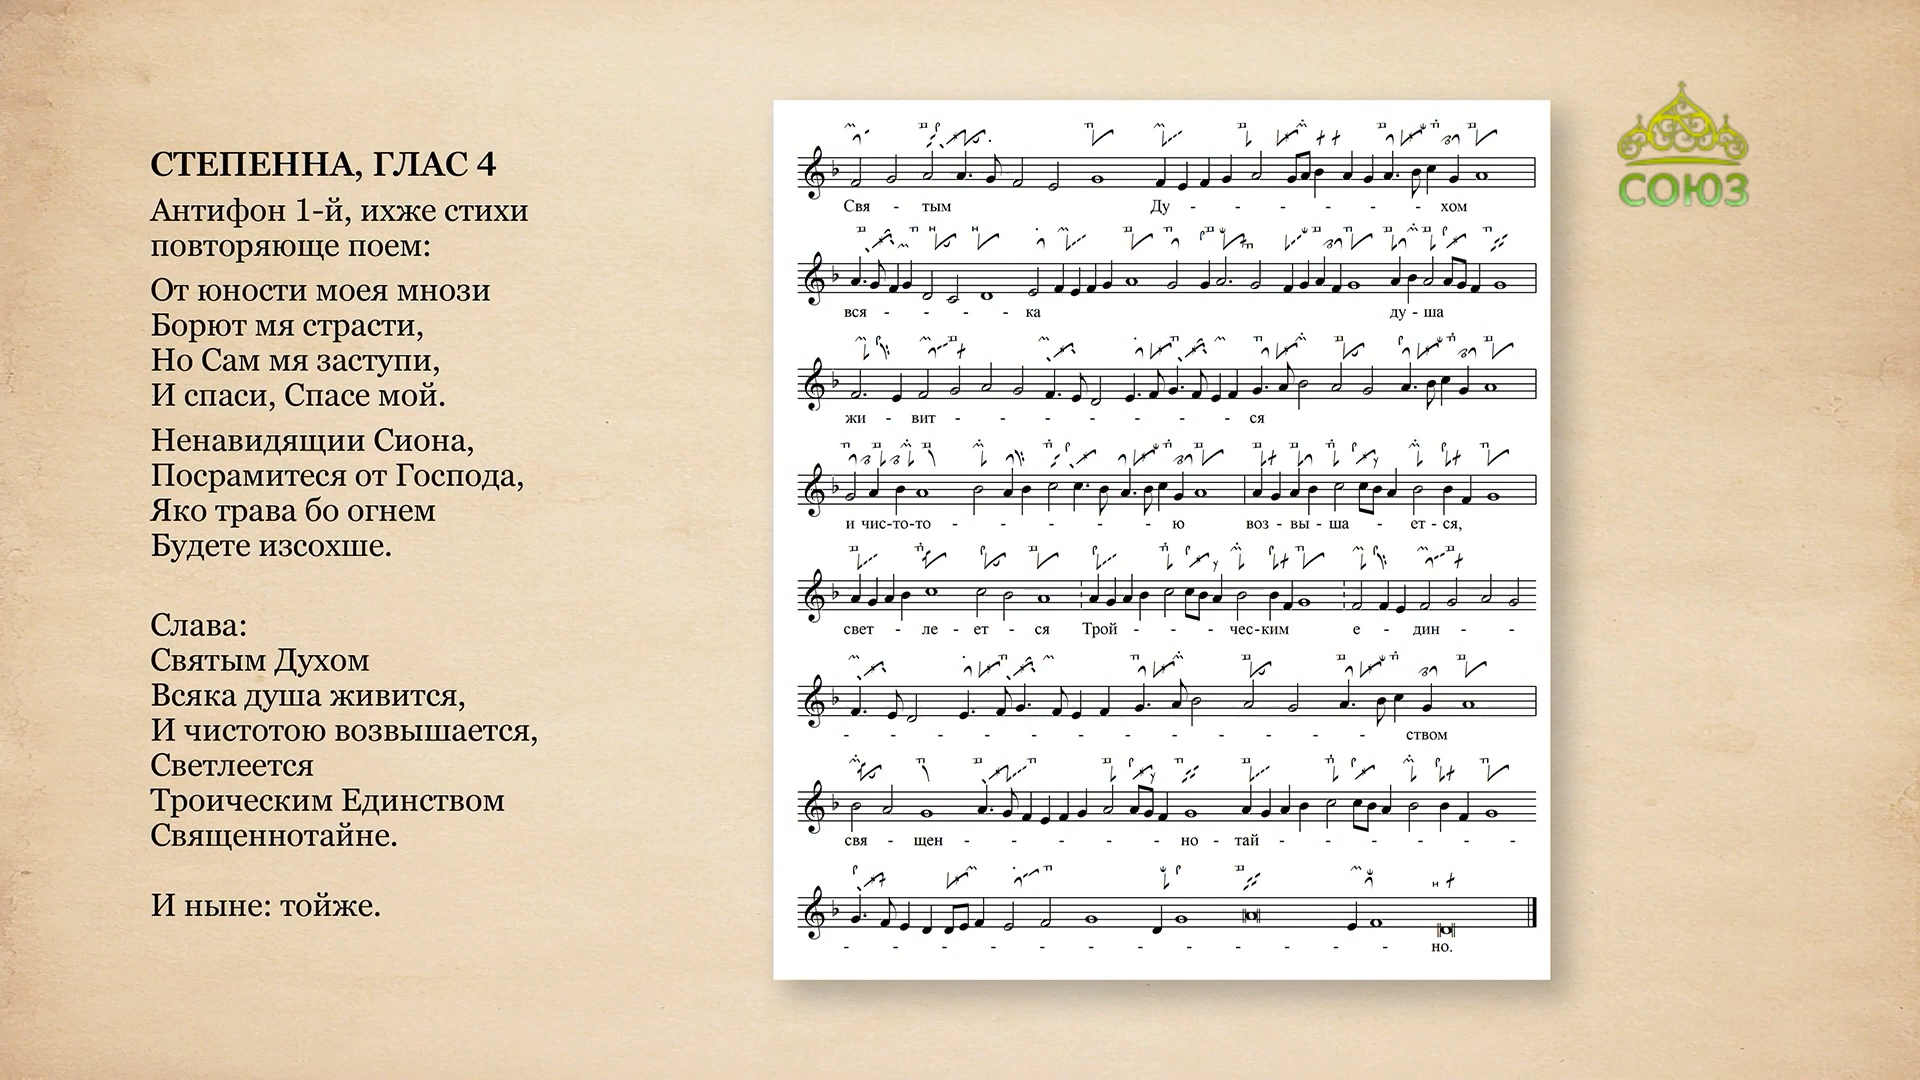 СТЕПЕННА, ГЛАС 4
Антифон 1-й, ихже стихи
повторяюще поем:
От юности моея мнози
Борют мя страсти,
Но Сам мя заступи,
И спаси, Спасе мой.
Ненавидящии Сиона,
Посрамитеся от Господа,
Яко трава бо огнем
Будете изсохше.
Слава:
Святым Духом
Всяка душа живится,
И чистотою возвышается,
Светлеется
Троическим Единством
Священнотайне.
И ныне: тойже.
Свя - тым Ду - - - - - - - хом
вся - - - - ка ду - ша
жи - вит - - - - - - - - ся
и чис-то-то - - - - - - ю воз - вы - ша - ет - ся,
свет - ле - ет - ся Трой - - - - чес-ким е - дин - -
- - - - - - - - - - - - - ством
свя - щен - - - - - - но - тай - - - - - - - -
- - - - - - - - - - - - - но.
СОЮЗ